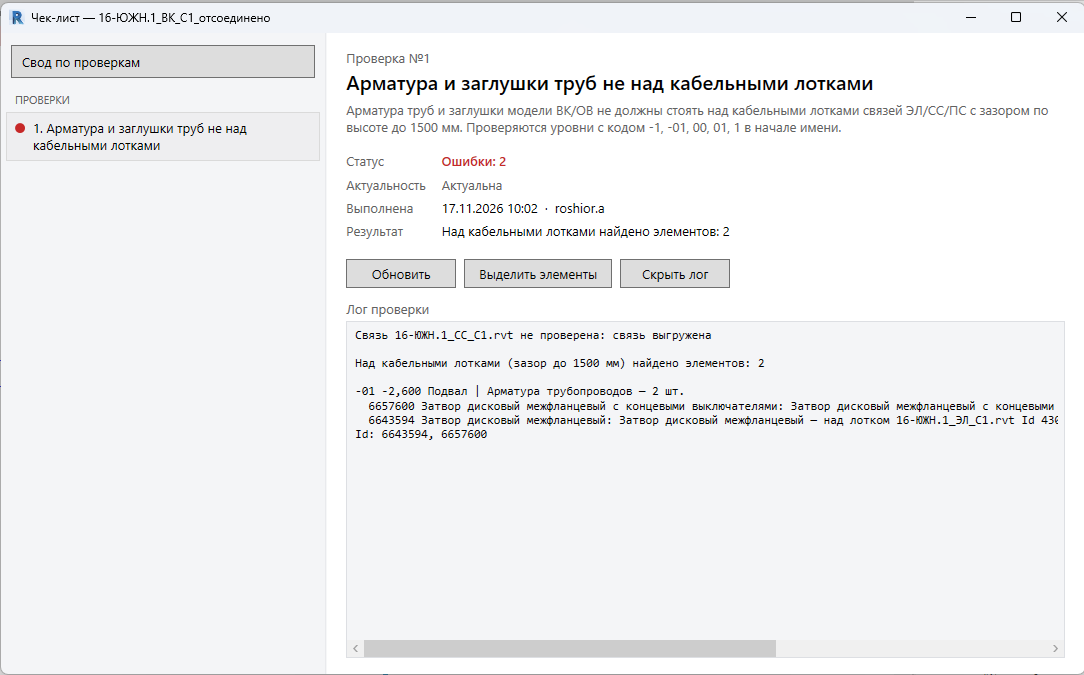 Чек-лист — 16-ЮЖН.1_ВК_С1_отсоединено
Свод по проверкам
ПРОВЕРКИ
1. Арматура и заглушки труб не над
кабельными лотками
Проверка №1
Арматура и заглушки труб не над кабельными лотками
Арматура труб и заглушки модели ВК/ОВ не должны стоять над кабельными лотками связей ЭЛ/СС/ПС с зазором по
высоте до 1500 мм. Проверяются уровни с кодом -1, -01, 00, 01, 1 в начале имени.
Статус Ошибки: 2
Актуальность Актуальна
Выполнена 17.11.2026 10:02 · roshior.a
Результат Над кабельными лотками найдено элементов: 2
Обновить Выделить элементы Скрыть лог
Лог проверки
Связь 16-ЮЖН.1_СС_С1.rvt не проверена: связь выгружена
Над кабельными лотками (зазор до 1500 мм) найдено элементов: 2
-01 -2,600 Подвал | Арматура трубопроводов — 2 шт.
6657600 Затвор дисковый межфланцевый с концевыми выключателями: Затвор дисковый межфланцевый с концевыми
6643594 Затвор дисковый межфланцевый: Затвор дисковый межфланцевый — над лотком 16-ЮЖН.1_ЭЛ_С1.rvt Id 430
Id: 6643594, 6657600